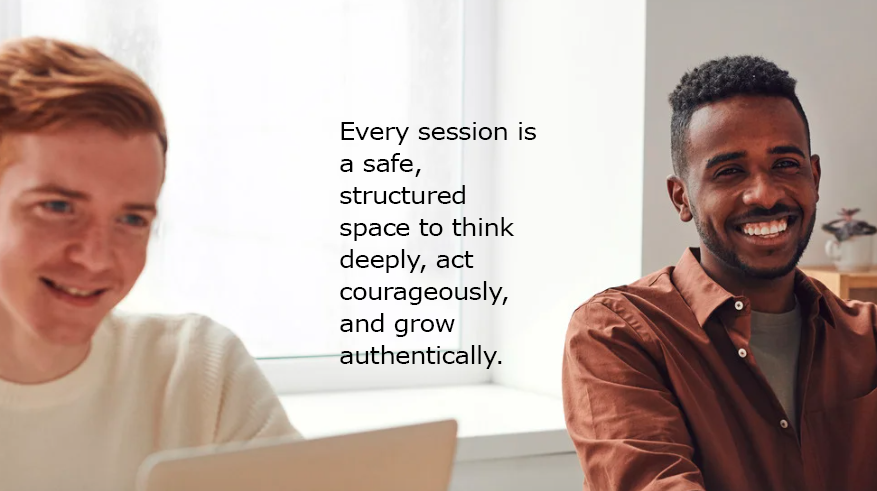 Every session is
a safe,
structured
space to think
deeply, act
courageously,
and grow
authentically.